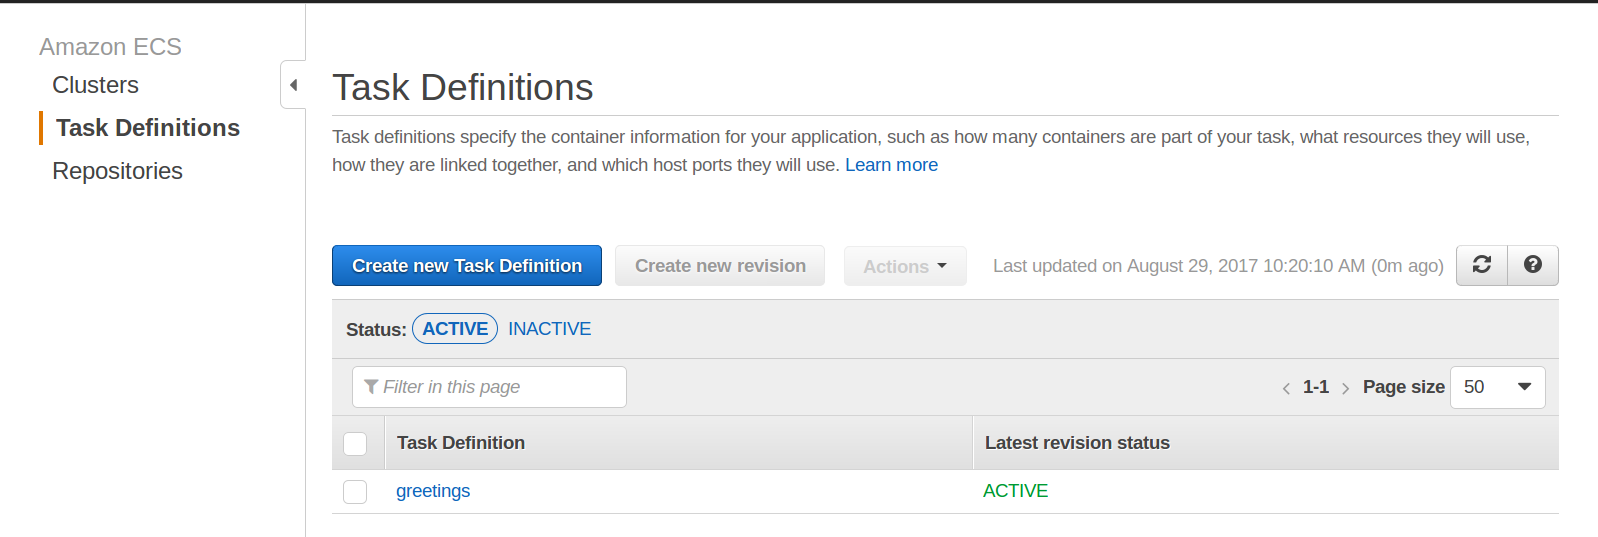 Amazon ECS
Clusters
Task Definitions
Repositories
Task Definitions
Task definitions specify the container information for your application, such as how many containers are part of your task, what resources they will use,
how they are linked together, and which host ports they will use. Learn more
Create new Task Definition Create new revision Actions Last updated on August 29, 2017 10:20:10 AM (0m ago)
Status: ACTIVE INACTIVE
Filter in this page 1-1 Page size 50
Task Definition Latest revision status
greetings ACTIVE